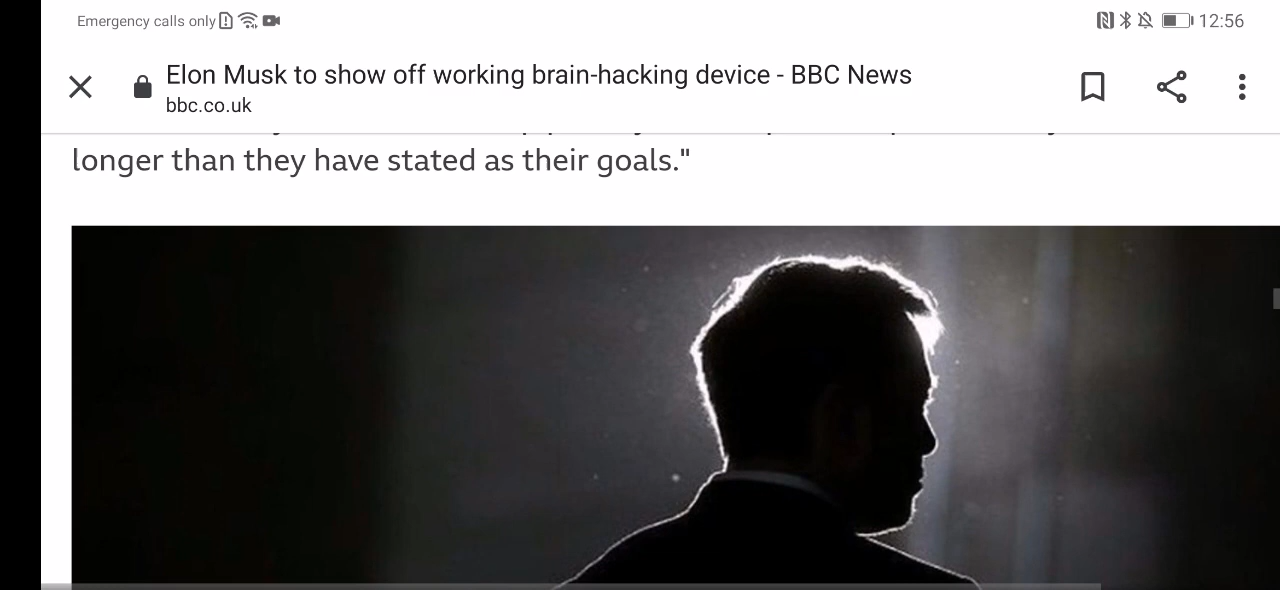 Emergency calls only
12:56
Elon Musk to show off working brain-hacking device - BBC News
bbc.co.uk
longer than they have stated as their goals."